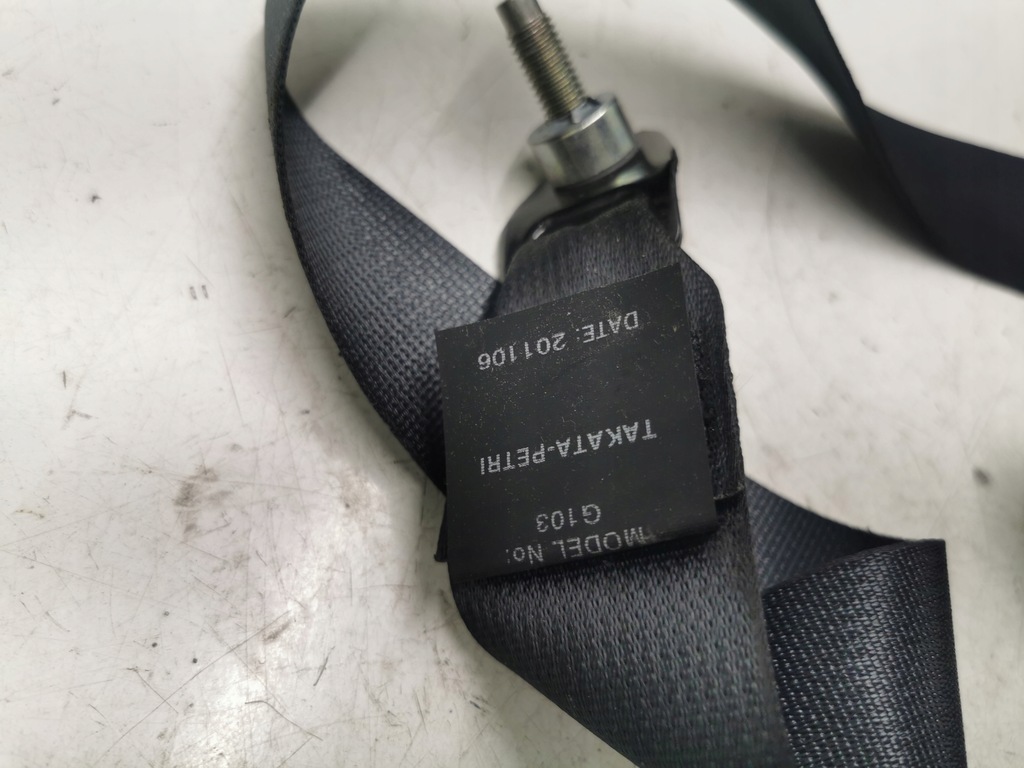 MODEL No:
G103
TAKATA-PETRI
DATE: 201106